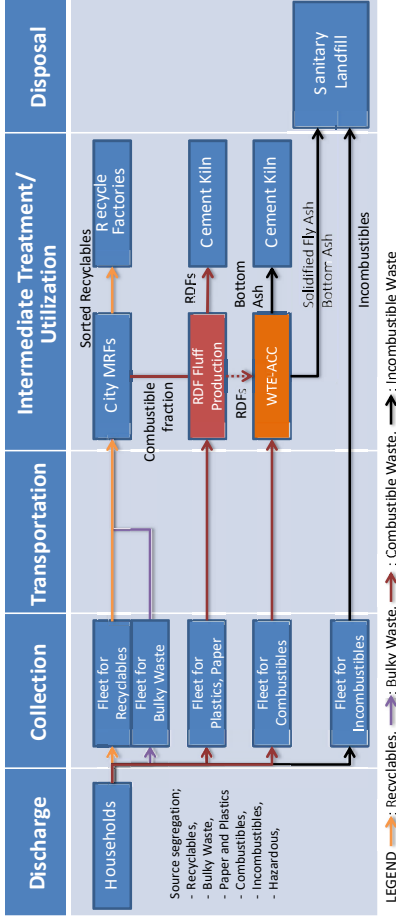 Discharge
Collection
Transportation
Intermediate Treatment/
Utilization
Disposal
Households
Source segregation;
- Recyclables,
- Bulky Waste,
- Paper and Plastics
- Combustibles,
- Incombustibles,
- Hazardous,
Fleet for
Recyclables
Fleet for
Bulky Waste
Fleet for
Plastics, Paper
Fleet for
Combustibles
Fleet for
Incombustibles
City MRFs
Sorted Recyclables
Recycle
Factories
Combustible
fraction
RDF Fluff
Production
RDFs
Cement Kiln
RDFs
WTE-ACC
Bottom
Ash
Cement Kiln
Solidified Fly Ash
Bottom Ash
Incombustibles
Sanitary
Landfill
LEGEND : Recyclables, : Bulky Waste, : Combustible Waste, : Incombustible Waste